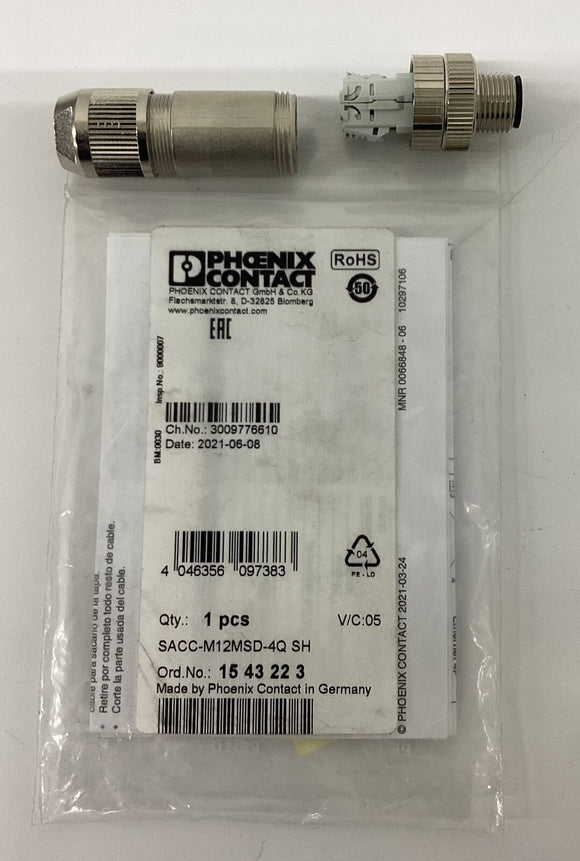 PHŒNIX
CONTACT
RoHS
PHOENIX CONTACT GmbH & Co.KG
Flachsmarktstr. 8, D-32825 Blomberg
www.phoenixcontact.com
50
EAC
Insp.No.: 9000007
BM:0030
Ch.No.: 3009776610
Date: 2021-06-08
4 046356 097383
04
PE-LD
Qty.: 1 pcs
V/C:05
SACC-M12MSD-4Q SH
Ord.No.: 15 43 22 3
Made by Phoenix Contact in Germany
MNR 0066848 - 06 10297106
© PHOENIX CONTACT 2021-03-24
• Retire por completo todo resto de cable.
• Corte la parte usada del cable.